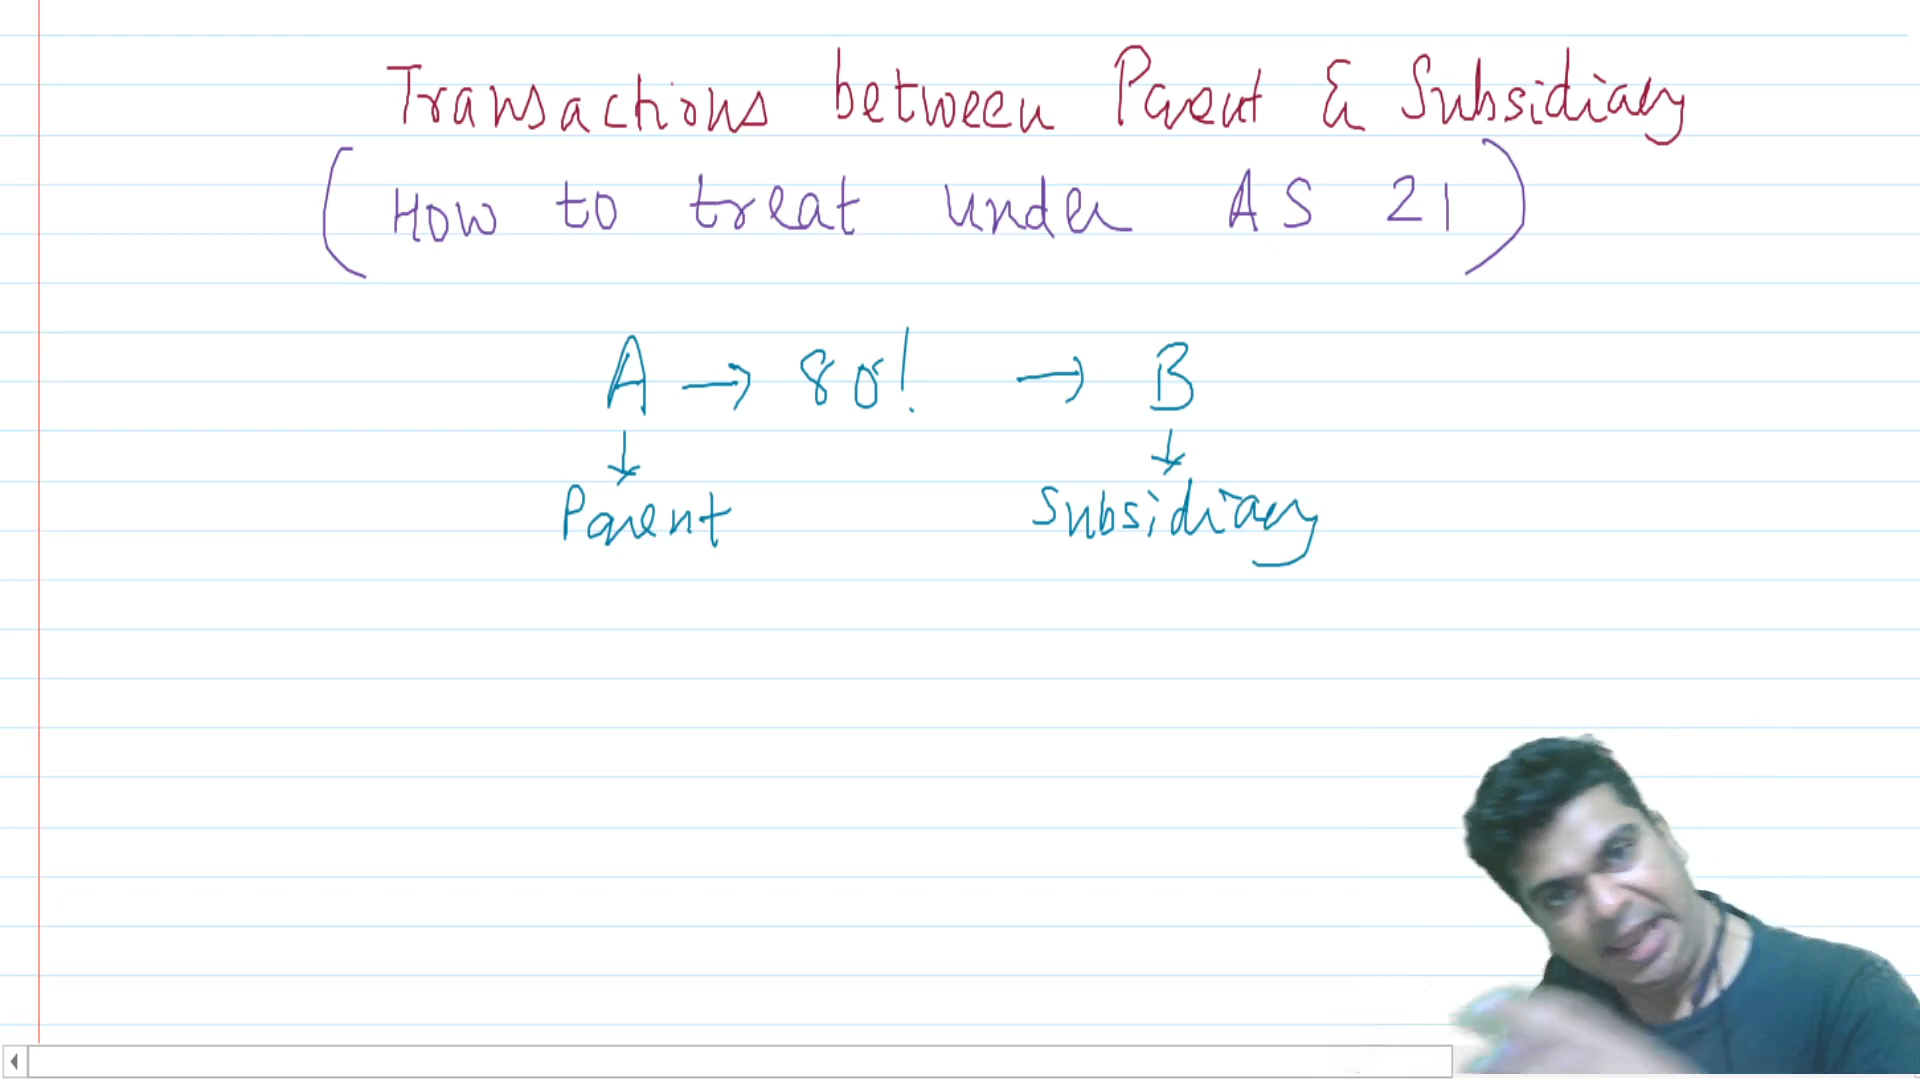 Transactions between Parent & Subsidiary
(How to treat under AS 21)
A → 80% → B
↓ ↓
Parent Subsidiary